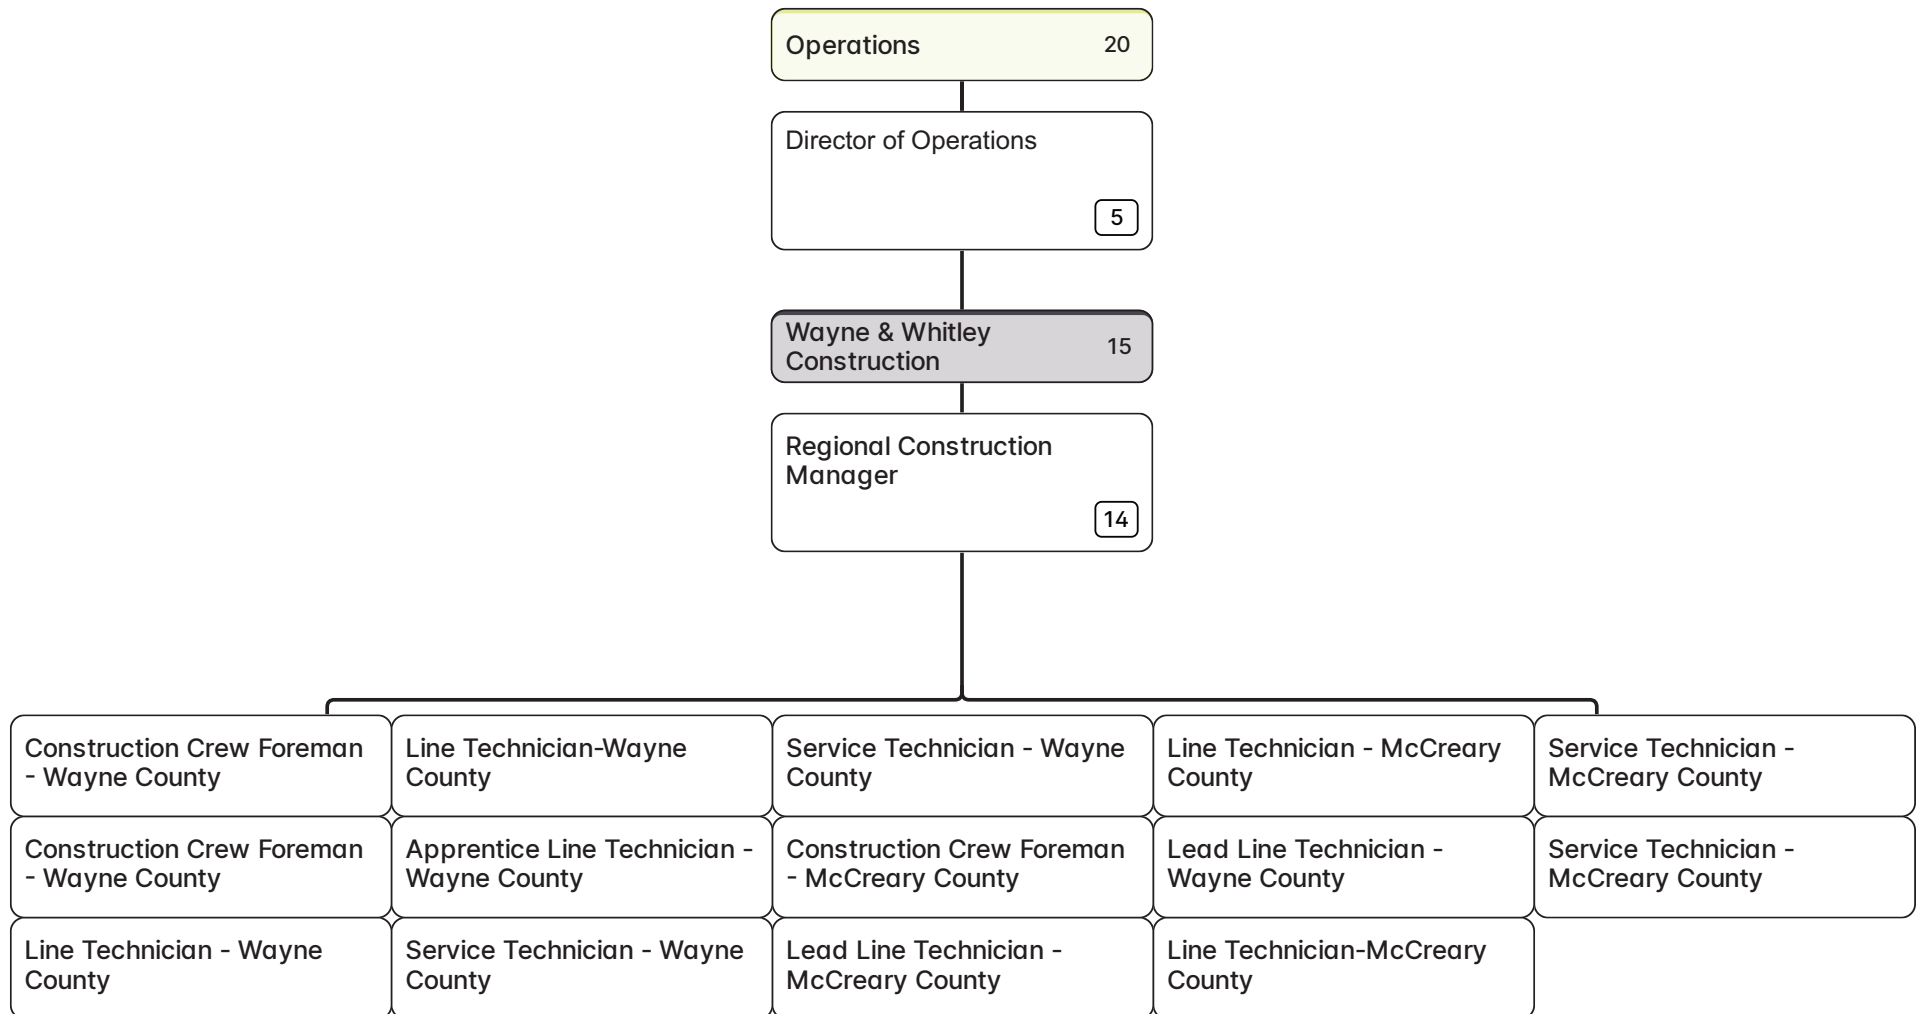 Operations 20
Director of Operations
5
Wayne & Whitley
Construction
15
Regional Construction
Manager
14
Construction Crew Foreman
- Wayne County
Line Technician-Wayne
County
Service Technician - Wayne
County
Line Technician - McCreary
County
Service Technician -
McCreary County
Construction Crew Foreman
- Wayne County
Apprentice Line Technician -
Wayne County
Construction Crew Foreman
- McCreary County
Lead Line Technician -
Wayne County
Service Technician -
McCreary County
Line Technician - Wayne
County
Service Technician - Wayne
County
Lead Line Technician -
McCreary County
Line Technician-McCreary
County